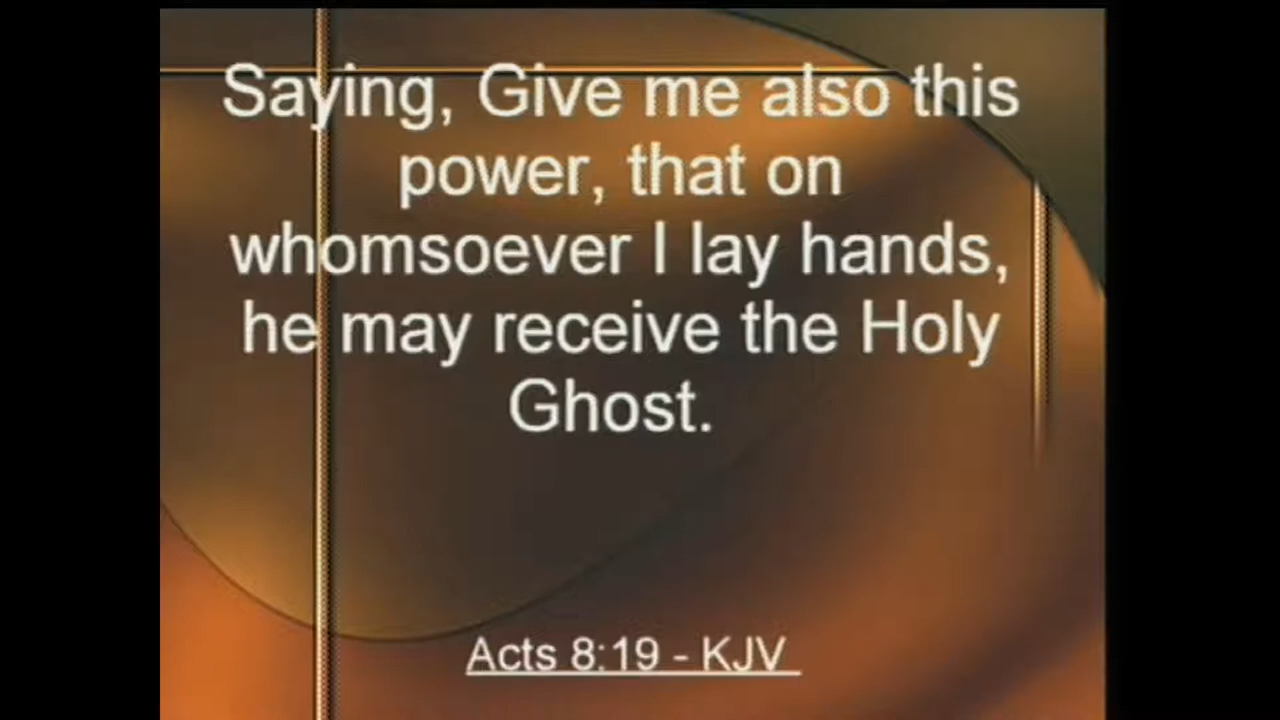 Saying, Give me also this
power, that on
whomsoever I lay hands,
he may receive the Holy
Ghost.
Acts 8:19 - KJV